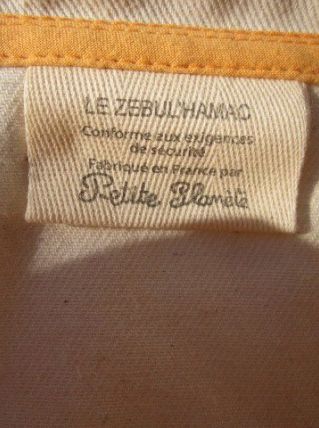 LE ZEBUL'HAMAC
Conforme aux exigences
de sécurité
Fabriqué en France par
Petite Planète